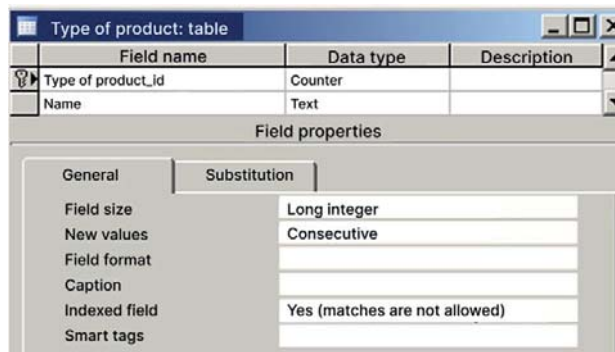 Type of product: table
Field name Data type Description
Type of product_id Counter
Name Text
Field properties
General Substitution
Field size Long integer
New values Consecutive
Field format
Caption
Indexed field Yes (matches are not allowed)
Smart tags